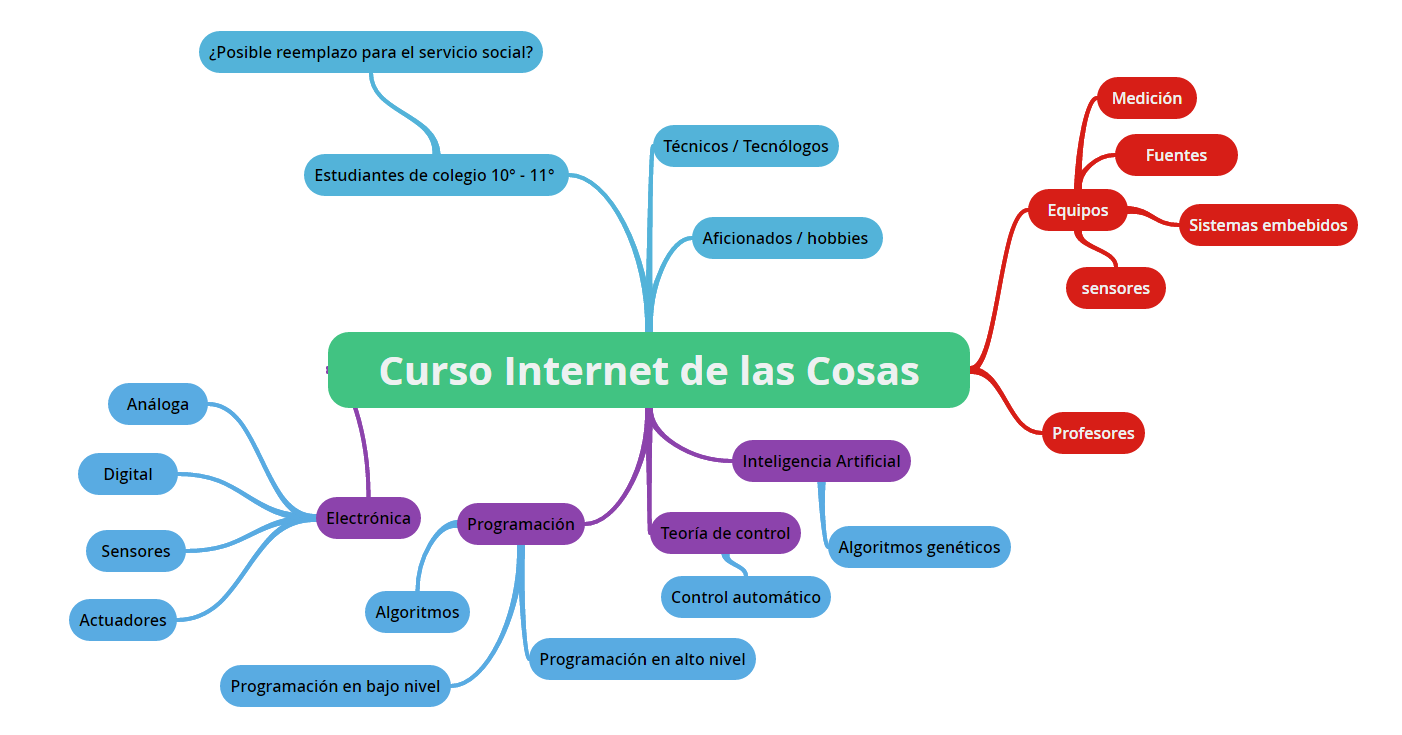 ¿Posible reemplazo para el servicio social?
Medición
Técnicos / Tecnólogos
Fuentes
Estudiantes de colegio 10° - 11°
Equipos
Sistemas embebidos
Aficionados / hobbies
sensores
Curso Internet de las Cosas
Análoga
Profesores
Inteligencia Artificial
Digital
Electrónica
Programación
Teoría de control
Algoritmos genéticos
Sensores
Control automático
Algoritmos
Actuadores
Programación en alto nivel
Programación en bajo nivel